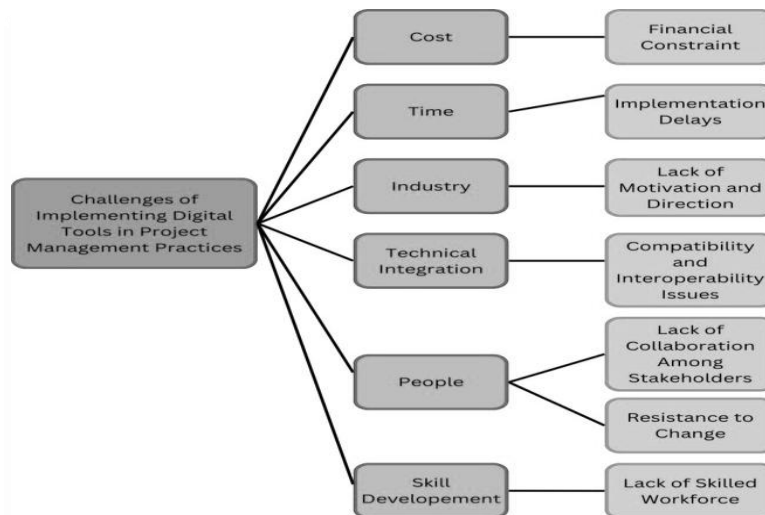 Cost
Financial
Constraint
Time
Implementation
Delays
Challenges of
Implementing Digital
Tools in Project
Management Practices
Industry
Lack of
Motivation and
Direction
Technical
Integration
Compatibility
and
Interoperability
Issues
People
Lack of
Collaboration
Among
Stakeholders
Resistance to
Change
Skill
Developement
Lack of Skilled
Workforce